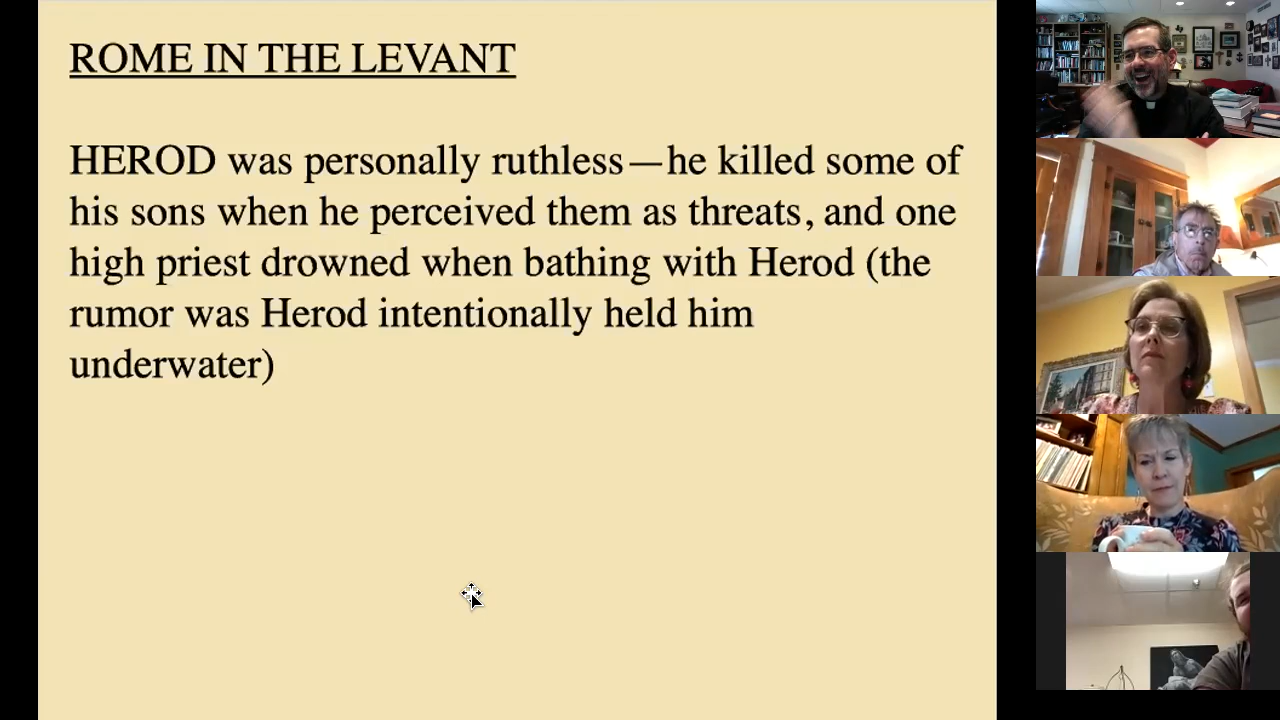 ROME IN THE LEVANT
HEROD was personally ruthless—he killed some of
his sons when he perceived them as threats, and one
high priest drowned when bathing with Herod (the
rumor was Herod intentionally held him
underwater)